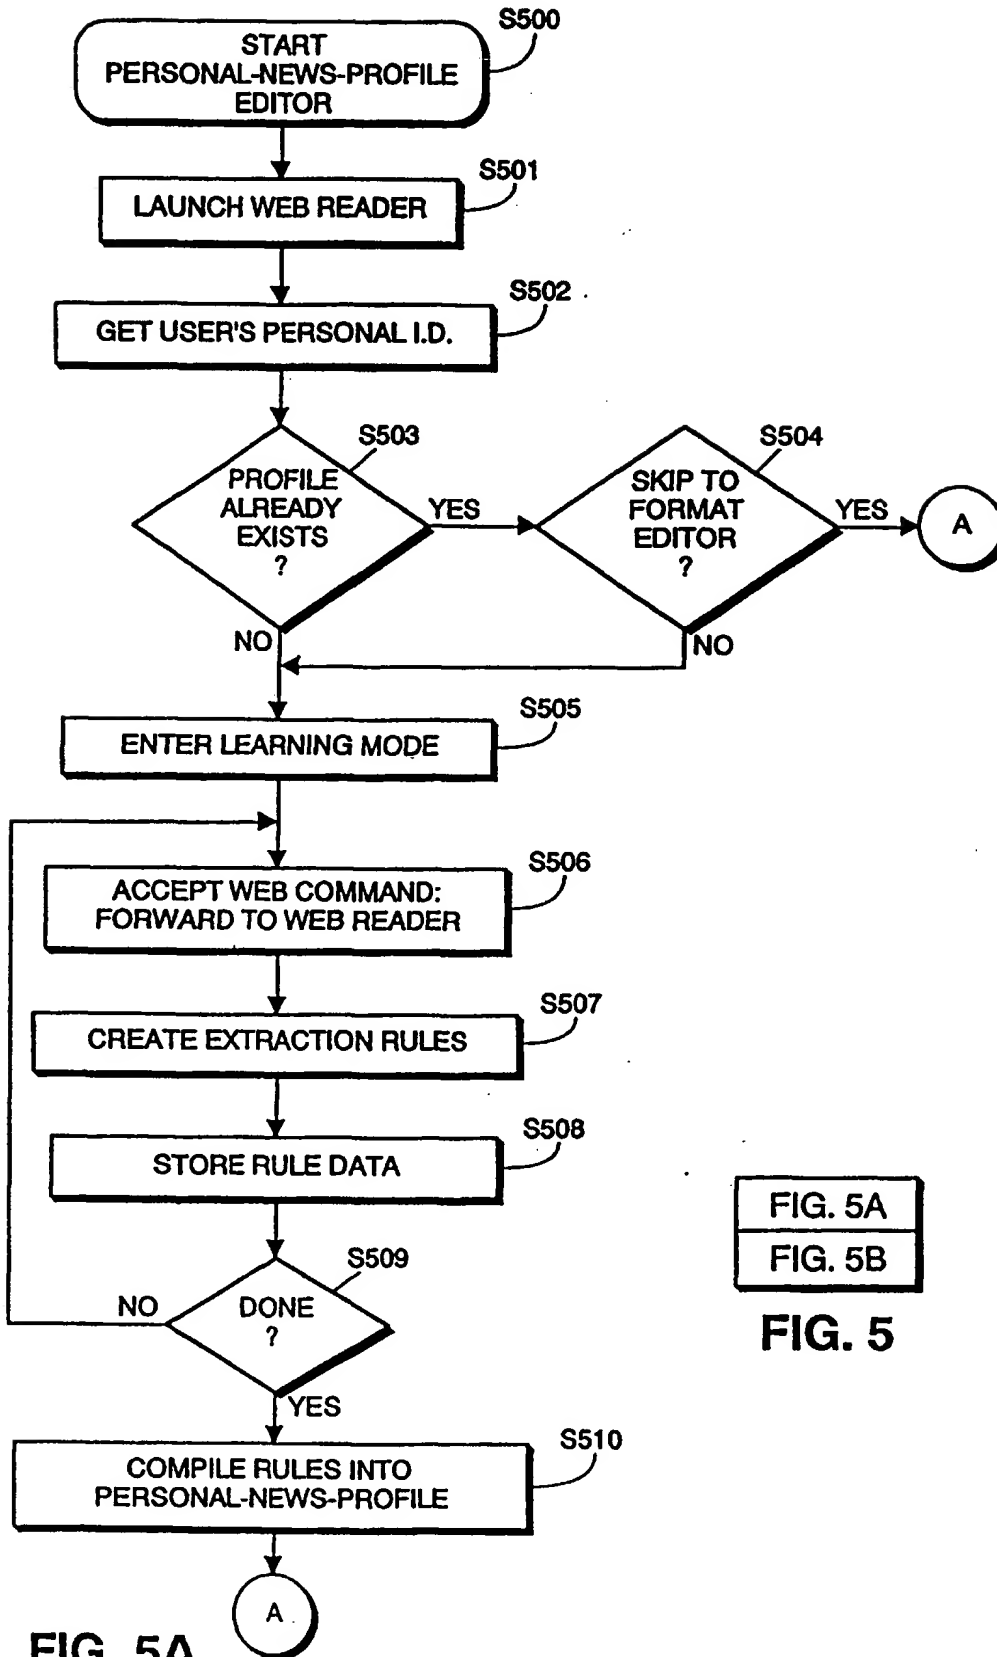 S500
START
PERSONAL-NEWS-PROFILE
EDITOR
S501
LAUNCH WEB READER
S502
GET USER'S PERSONAL I.D.
S503
PROFILE
ALREADY
EXISTS
?
YES
NO
S504
SKIP TO
FORMAT
EDITOR
?
YES
A
NO
S505
ENTER LEARNING MODE
S506
ACCEPT WEB COMMAND:
FORWARD TO WEB READER
S507
CREATE EXTRACTION RULES
S508
STORE RULE DATA
S509
DONE
?
NO
YES
S510
COMPILE RULES INTO
PERSONAL-NEWS-PROFILE
A
FIG. 5A
FIG. 5A
FIG. 5B
FIG. 5